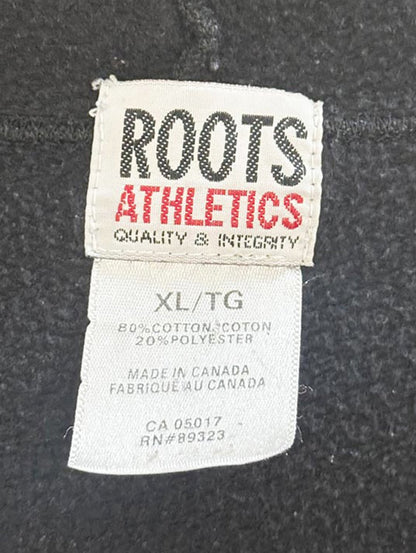 ROOTS
ATHLETICS
QUALITY & INTEGRITY
XL/TG
80%COTTON/COTON
20%POLYESTER
MADE IN CANADA
FABRIQUÉ AU CANADA
CA 05017
RN#89323